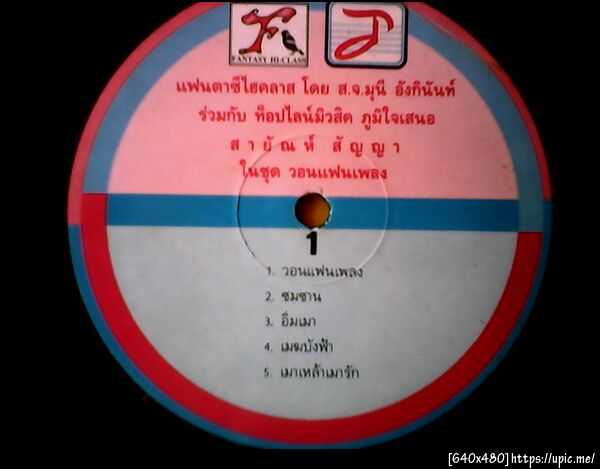 FANTASY HI-CLASS
แฟนตาซีไฮคลาส โดย ส.จ.มุนี อังกินันท์
ร่วมกับ ท็อปไลน์มิวสิค ภูมิใจเสนอ
สายัณห์ สัญญา
ในชุด วอนแฟนเพลง
1
1. วอนแฟนเพลง
2. ซมซาน
3. อิ่มเมา
4. เมฆบังฟ้า
5. เมาเหล้าเมารัก
[640x480]https://upic.me/